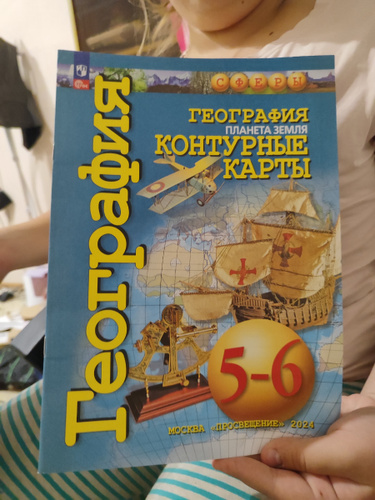 СФЕРЫ
ГЕОГРАФИЯ
ПЛАНЕТА ЗЕМЛЯ
КОНТУРНЫЕ
КАРТЫ
География
5-6
МОСКВА «ПРОСВЕЩЕНИЕ» 2024